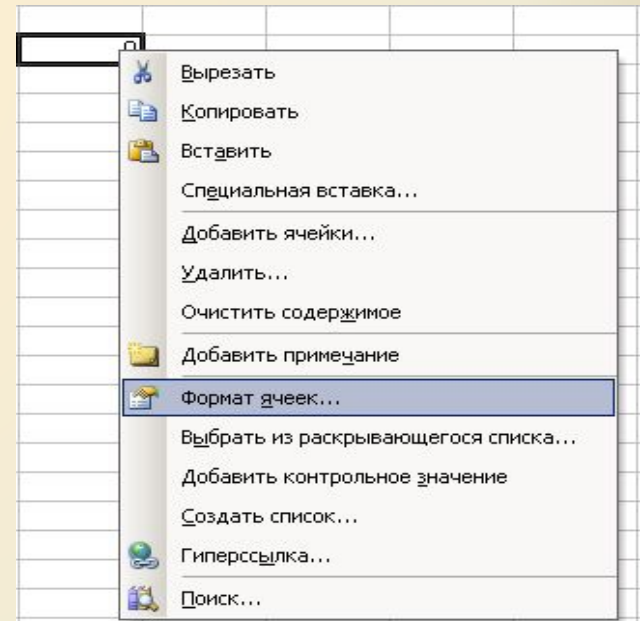 0
Вырезать
Копировать
Вставить
Специальная вставка...
Добавить ячейки...
Удалить...
Очистить содержимое
Добавить примечание
Формат ячеек...
Выбрать из раскрывающегося списка...
Добавить контрольное значение
Создать список...
Гиперссылка...
Поиск...